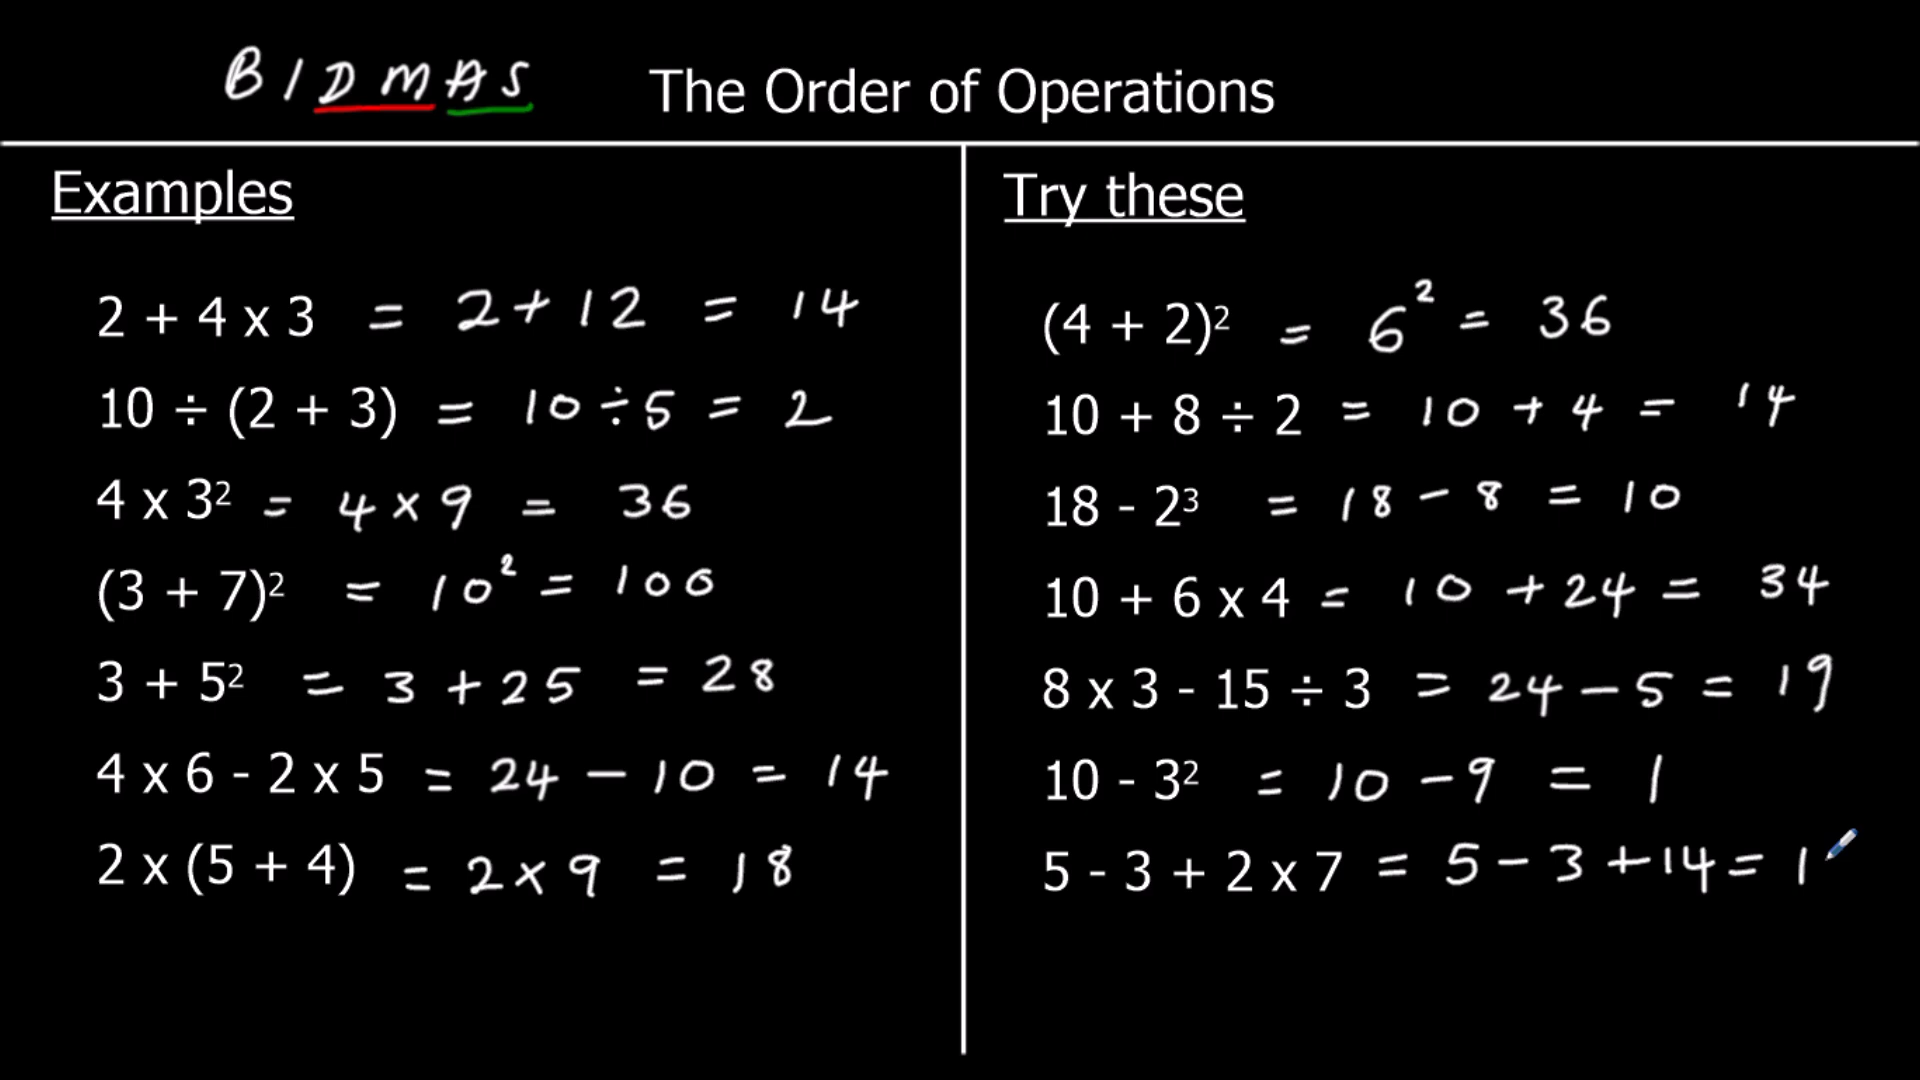 BIDMAS The Order of Operations
Examples
2 + 4 x 3 = 2 + 12 = 14
10 ÷ (2 + 3) = 10 ÷ 5 = 2
4 x 3² = 4 × 9 = 36
(3 + 7)² = 10² = 100
3 + 5² = 3 + 25 = 28
4 x 6 - 2 x 5 = 24 − 10 = 14
2 x (5 + 4) = 2 × 9 = 18
Try these
(4 + 2)² = 6² = 36
10 + 8 ÷ 2 = 10 + 4 = 14
18 - 2³ = 18 − 8 = 10
10 + 6 x 4 = 10 + 24 = 34
8 x 3 - 15 ÷ 3 = 24 − 5 = 19
10 - 3² = 10 − 9 = 1
5 - 3 + 2 x 7 = 5 − 3 + 14 = 1